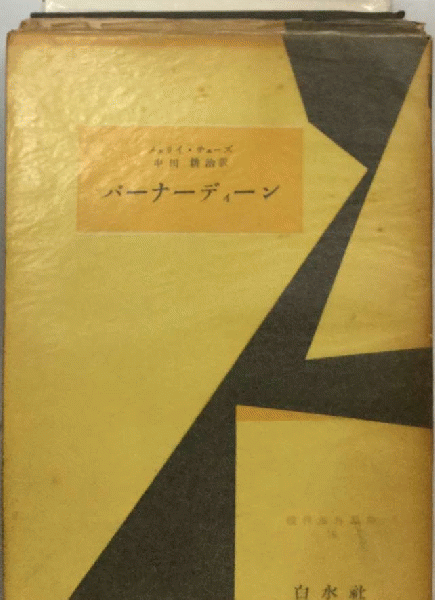 メェリイ・チェーズ
中田耕治訳
バーナーディーン
白水社